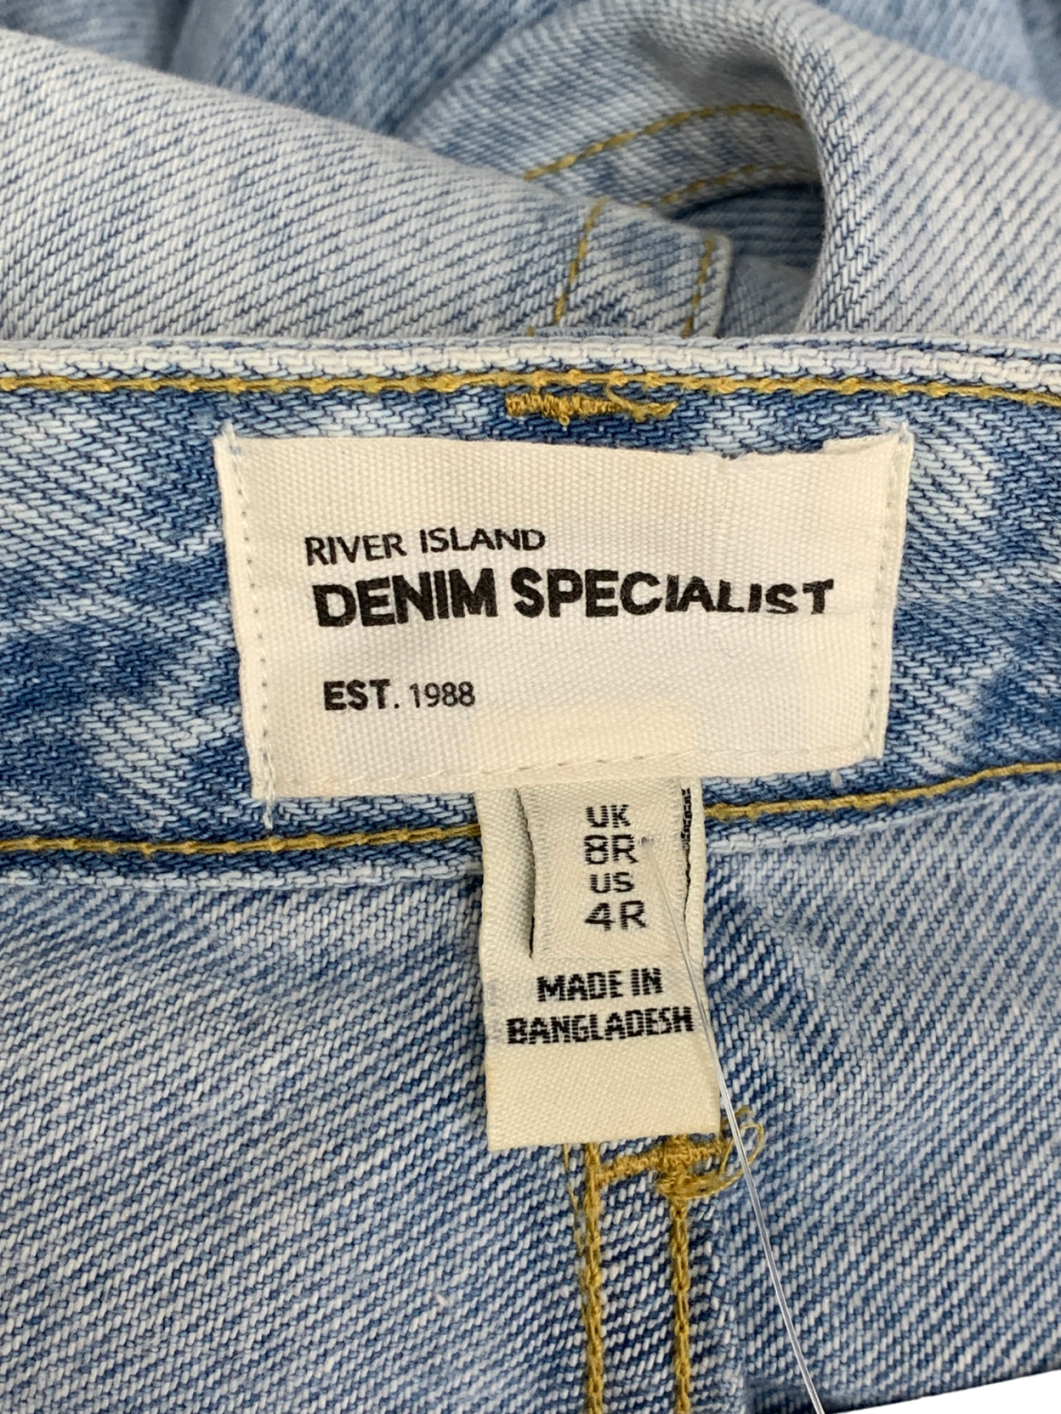 RIVER ISLAND
DENIM SPECIALIST
EST. 1988
UK
8R
US
4R
MADE IN
BANGLADESH